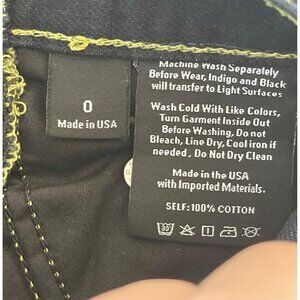 0
Made in USA
Machine Wash Separately
Before Wear, Indigo and Black
will transfer to Light Surfaces
Wash Cold With Like Colors,
Turn Garment Inside Out
Before Washing, Do not
Bleach, Line Dry, Cool iron if
needed, Do Not Dry Clean
Made in the USA
with Imported Materials.
SELF: 100% COTTON
30°